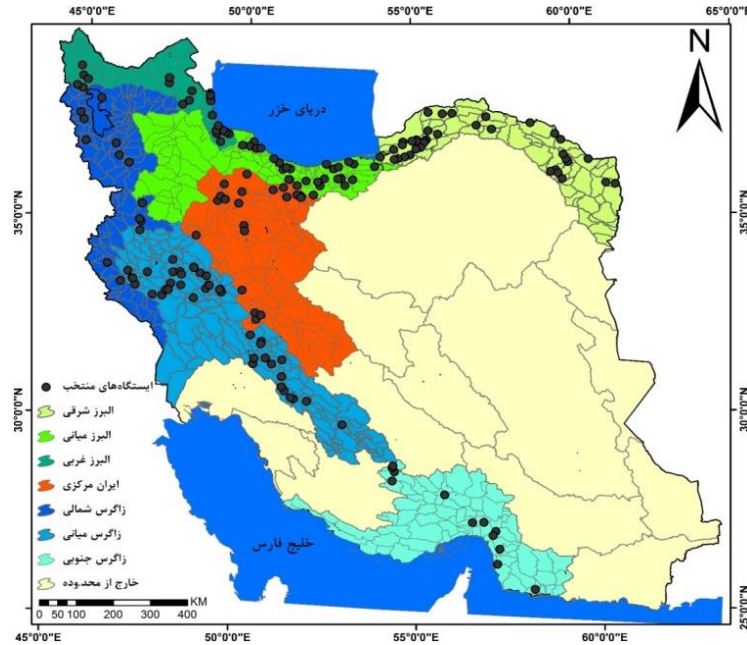 45°0'0"E 50°0'0"E 55°0'0"E 60°0'0"E 65°0'0"E
N
دریای خزر
35°0'0"N 35°0'0"N
30°0'0"N 30°0'0"N
25°0'0"N
ایستگاه‌های منتخب
البرز شرقی
البرز میانی
البرز غربی
ایران مرکزی
زاگرس شمالی
زاگرس میانی
زاگرس جنوبی
خارج از محدوده
خلیج فارس
KM
0 50 100 200 300 400
45°0'0"E 50°0'0"E 55°0'0"E 60°0'0"E